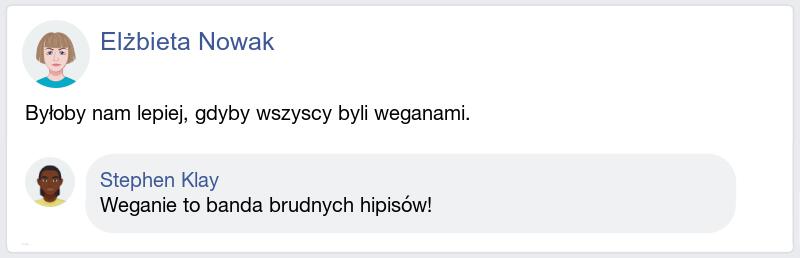 Elżbieta Nowak
Byłoby nam lepiej, gdyby wszyscy byli weganami.
Stephen Klay
Weganie to banda brudnych hipisów!